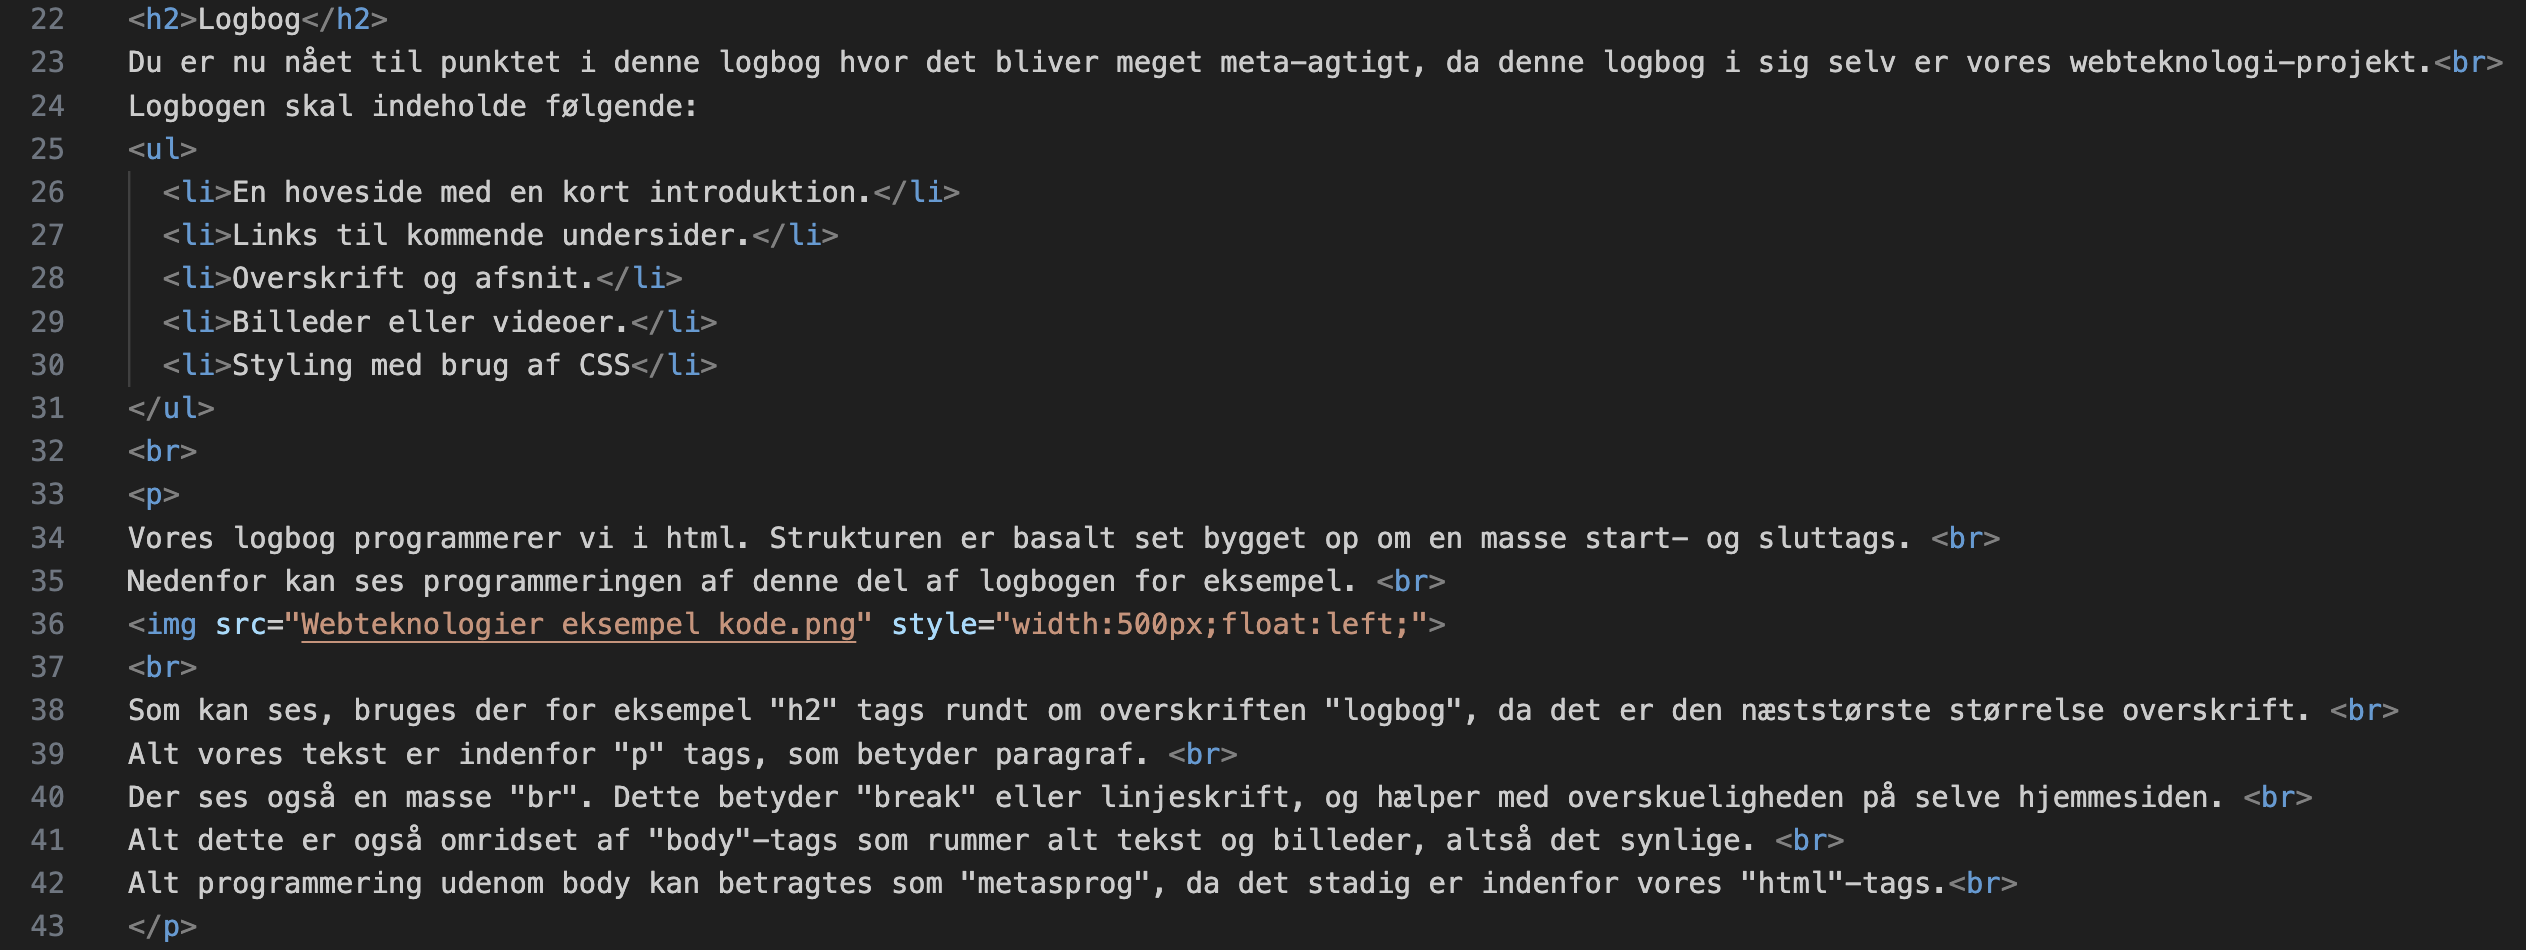 22 <h2>Logbog</h2>
23 Du er nu nået til punktet i denne logbog hvor det bliver meget meta-agtigt, da denne logbog i sig selv er vores webteknologi-projekt.<br>
24 Logbogen skal indeholde følgende:
25 <ul>
26 <li>En hoveside med en kort introduktion.</li>
27 <li>Links til kommende undersider.</li>
28 <li>Overskrift og afsnit.</li>
29 <li>Billeder eller videoer.</li>
30 <li>Styling med brug af CSS</li>
31 </ul>
32 <br>
33 <p>
34 Vores logbog programmerer vi i html. Strukturen er basalt set bygget op om en masse start- og sluttags. <br>
35 Nedenfor kan ses programmeringen af denne del af logbogen for eksempel. <br>
36 <img src="Webteknologier eksempel kode.png" style="width:500px;float:left;">
37 <br>
38 Som kan ses, bruges der for eksempel "h2" tags rundt om overskriften "logbog", da det er den næststørste størrelse overskrift. <br>
39 Alt vores tekst er indenfor "p" tags, som betyder paragraf. <br>
40 Der ses også en masse "br". Dette betyder "break" eller linjeskrift, og hælper med overskueligheden på selve hjemmesiden. <br>
41 Alt dette er også omridset af "body"-tags som rummer alt tekst og billeder, altså det synlige. <br>
42 Alt programmering udenom body kan betragtes som "metasprog", da det stadig er indenfor vores "html"-tags.<br>
43 </p>